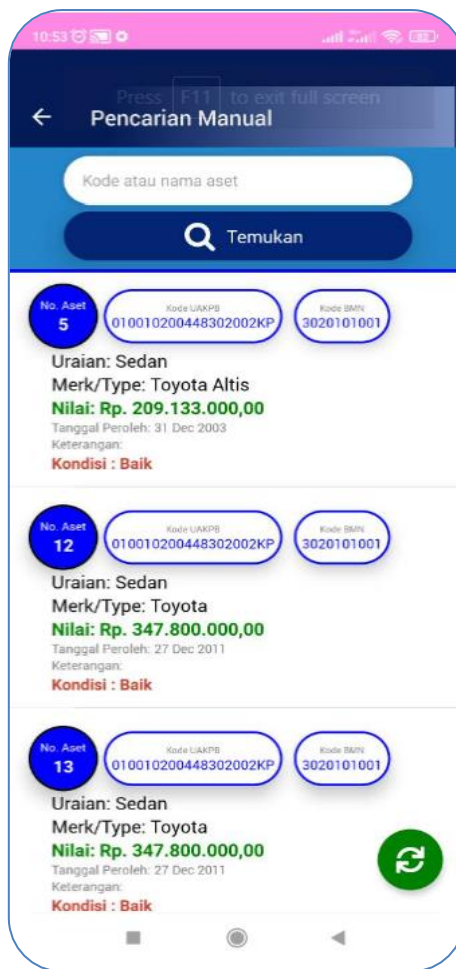 10:53
Press F11 to exit full screen
Pencarian Manual
Kode atau nama aset
Temukan
No. Aset
5
Kode UAKPB
010010200448302002KP
Kode BMN
3020101001
Uraian: Sedan
Merk/Type: Toyota Altis
Nilai: Rp. 209.133.000,00
Tanggal Peroleh: 31 Dec 2003
Keterangan:
Kondisi : Baik
No. Aset
12
Kode UAKPB
010010200448302002KP
Kode BMN
3020101001
Uraian: Sedan
Merk/Type: Toyota
Nilai: Rp. 347.800.000,00
Tanggal Peroleh: 27 Dec 2011
Keterangan:
Kondisi : Baik
No. Aset
13
Kode UAKPB
010010200448302002KP
Kode BMN
3020101001
Uraian: Sedan
Merk/Type: Toyota
Nilai: Rp. 347.800.000,00
Tanggal Peroleh: 27 Dec 2011
Keterangan:
Kondisi : Baik